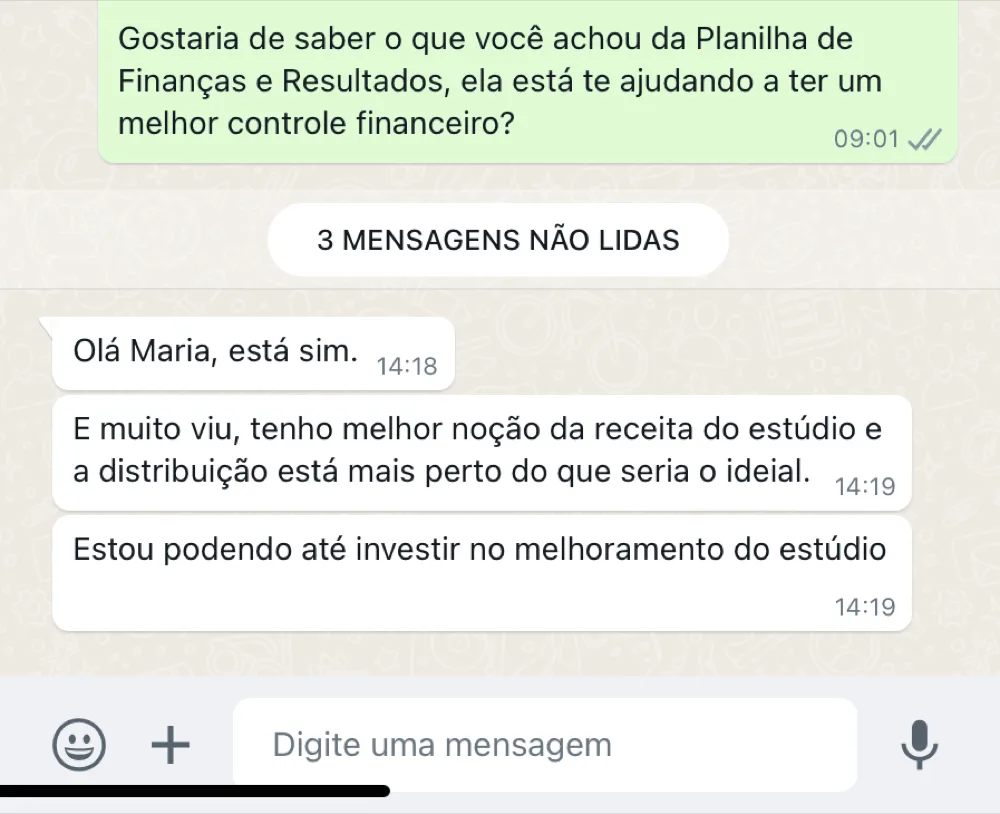 Gostaria de saber o que você achou da Planilha de
Finanças e Resultados, ela está te ajudando a ter um
melhor controle financeiro?
09:01
3 MENSAGENS NÃO LIDAS
Olá Maria, está sim.
14:18
E muito viu, tenho melhor noção da receita do estúdio e
a distribuição está mais perto do que seria o ideial.
14:19
Estou podendo até investir no melhoramento do estúdio
14:19
Digite uma mensagem